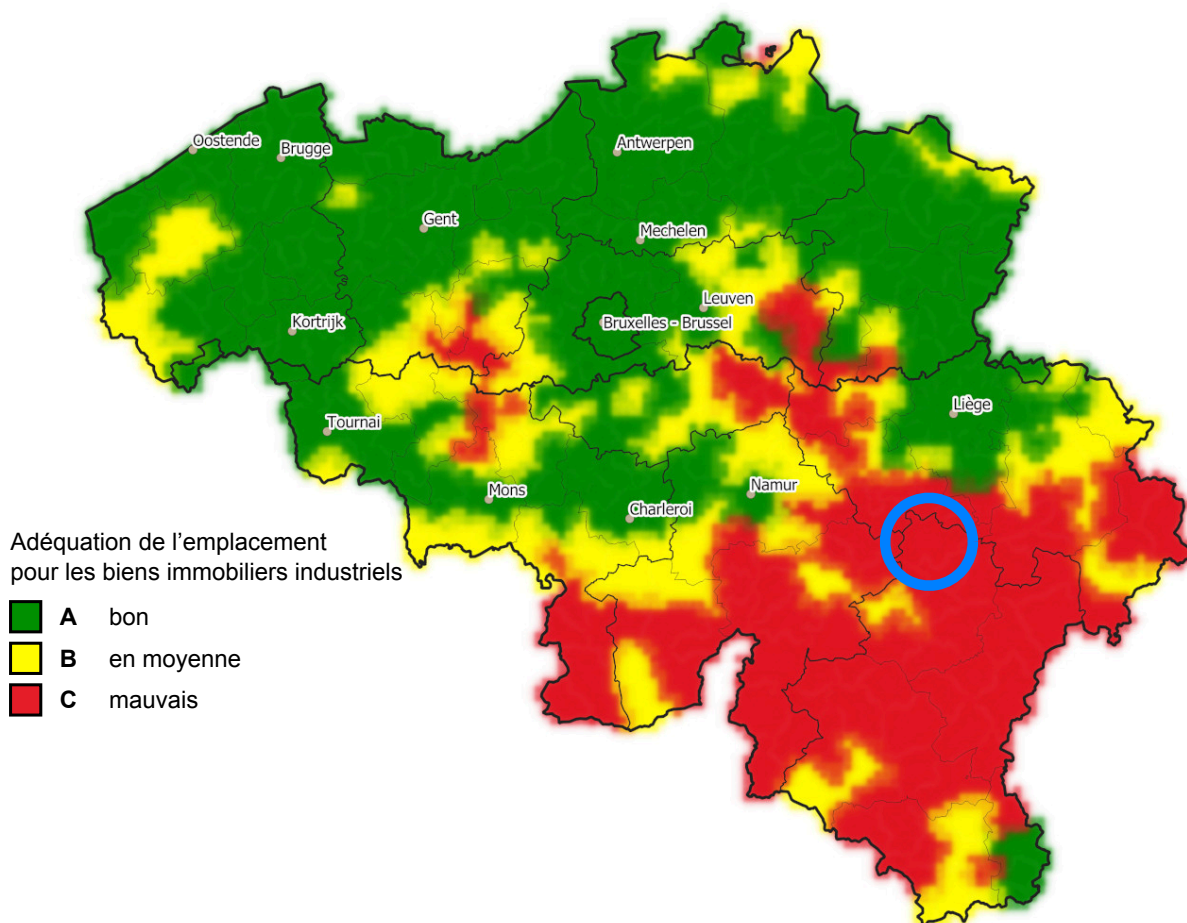 Oostende
Brugge
Antwerpen
Gent
Mechelen
Leuven
Kortrijk
Bruxelles - Brussel
Liège
Tournai
Mons
Namur
Charleroi
Adéquation de l'emplacement
pour les biens immobiliers industriels
A bon
B en moyenne
C mauvais